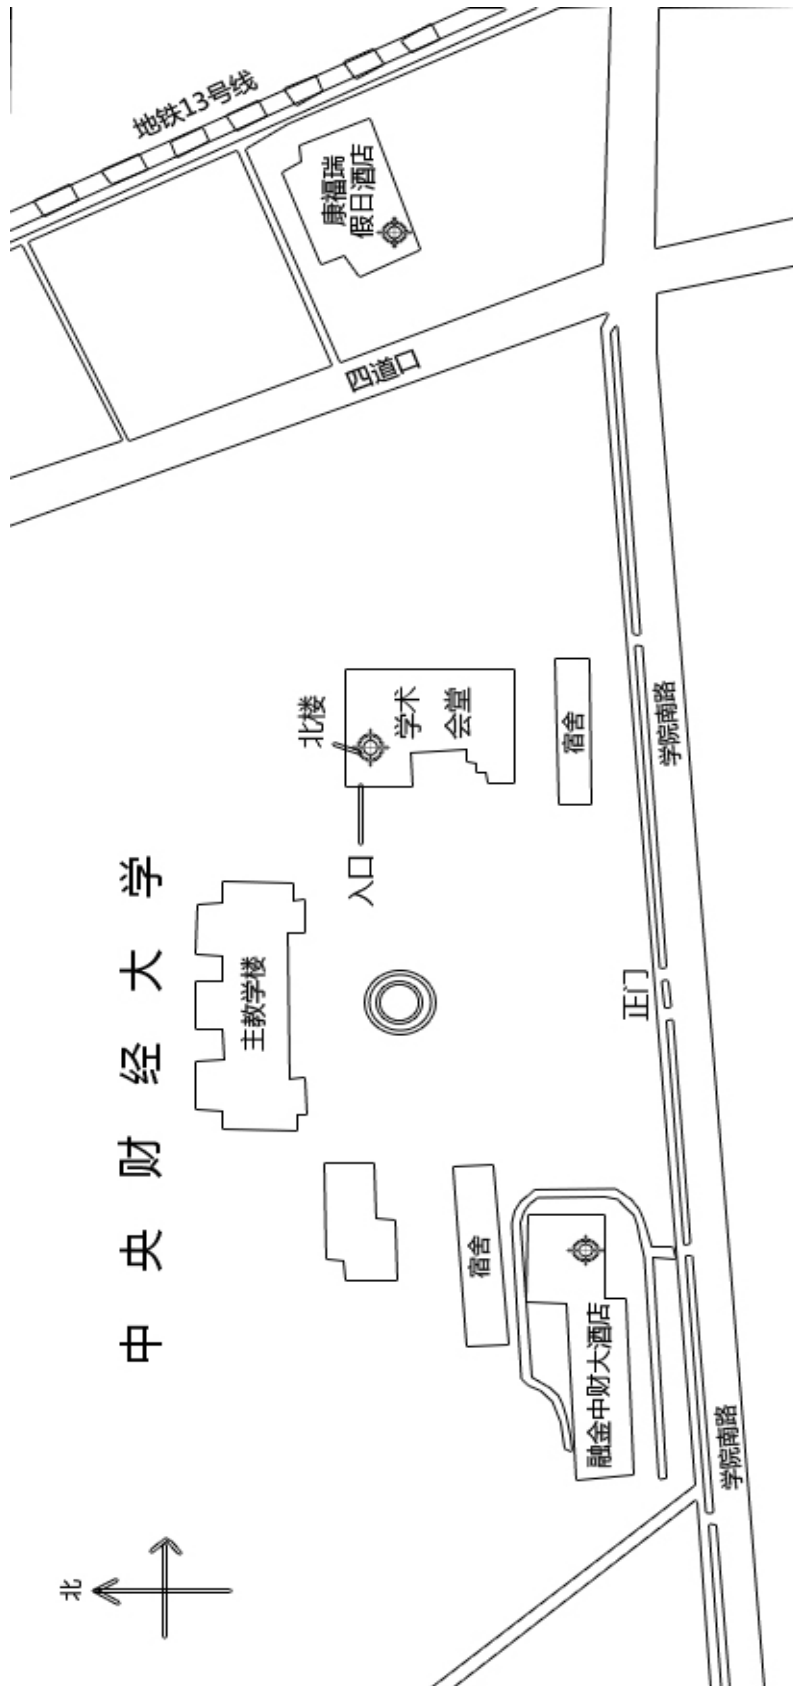 中央财经大学
地铁13号线
康福瑞
假日酒店
四道口
北楼
学术
会堂
宿舍
学院南路
入口
主教学楼
正门
宿舍
融金中财大酒店
学院南路
北